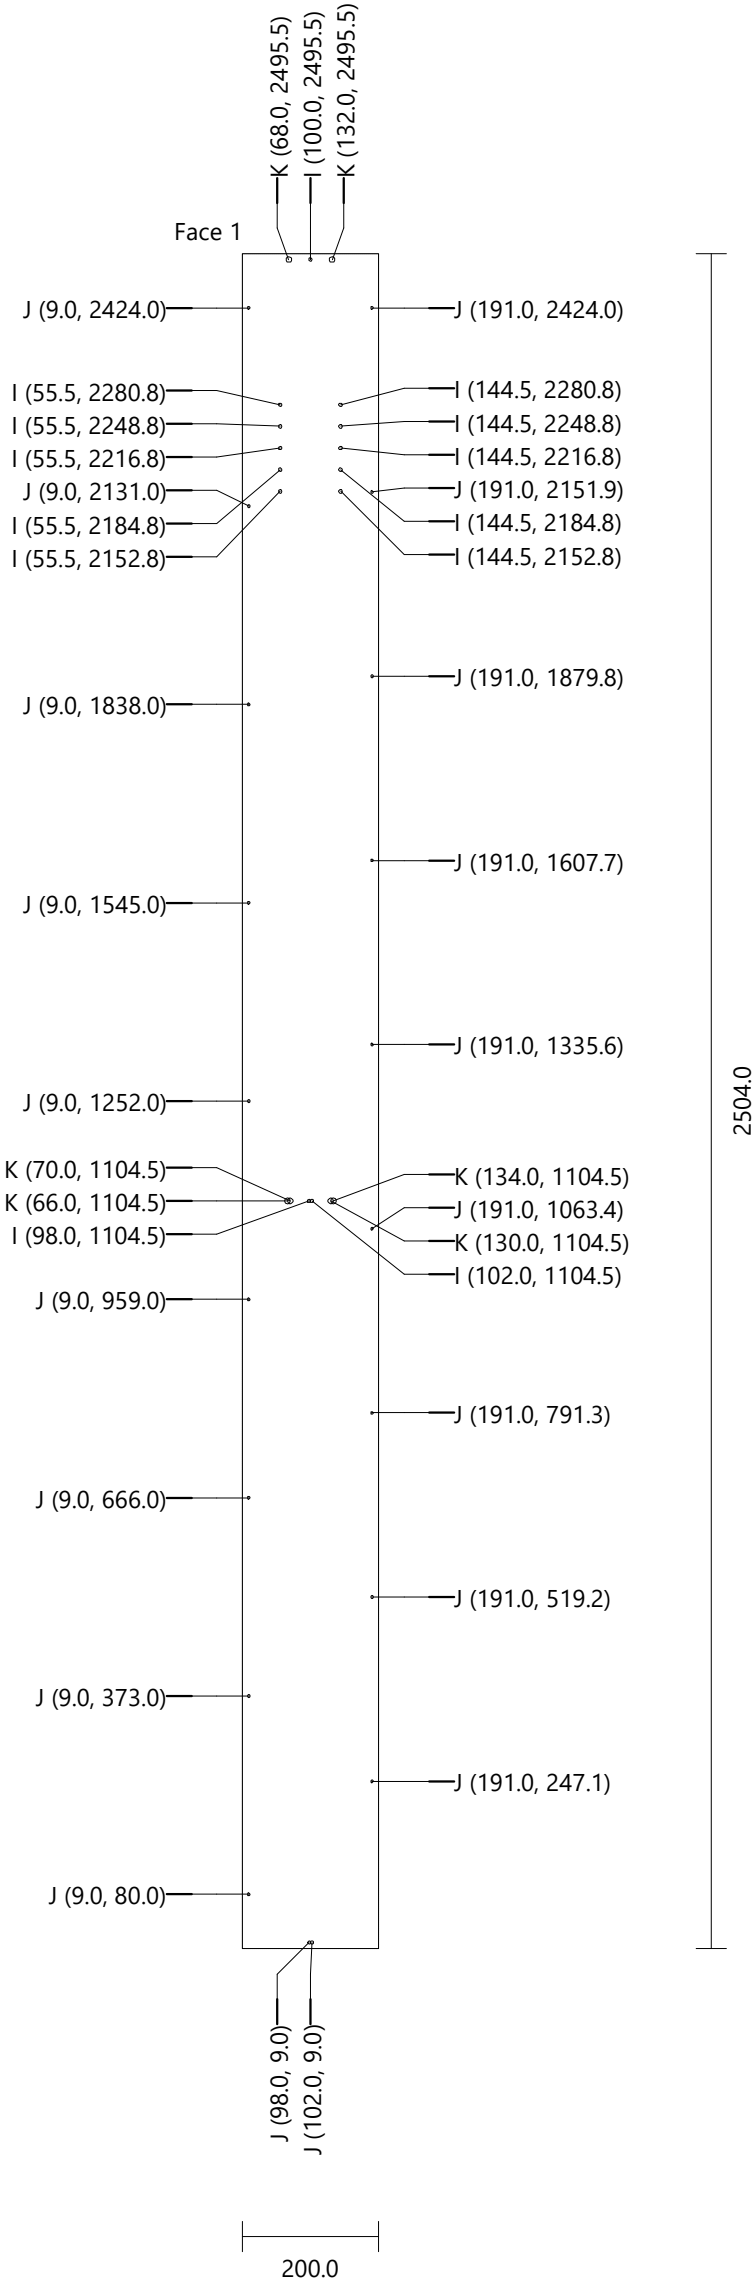 K (68.0, 2495.5)
I (100.0, 2495.5)
K (132.0, 2495.5)
Face 1
J (9.0, 2424.0)
J (191.0, 2424.0)
I (55.5, 2280.8)
I (144.5, 2280.8)
I (55.5, 2248.8)
I (144.5, 2248.8)
I (55.5, 2216.8)
I (144.5, 2216.8)
J (9.0, 2131.0)
J (191.0, 2151.9)
I (55.5, 2184.8)
I (144.5, 2184.8)
I (55.5, 2152.8)
I (144.5, 2152.8)
J (191.0, 1879.8)
J (9.0, 1838.0)
J (191.0, 1607.7)
J (9.0, 1545.0)
J (191.0, 1335.6)
2504.0
J (9.0, 1252.0)
K (70.0, 1104.5)
K (134.0, 1104.5)
K (66.0, 1104.5)
J (191.0, 1063.4)
I (98.0, 1104.5)
K (130.0, 1104.5)
I (102.0, 1104.5)
J (9.0, 959.0)
J (191.0, 791.3)
J (9.0, 666.0)
J (191.0, 519.2)
J (9.0, 373.0)
J (191.0, 247.1)
J (9.0, 80.0)
J (98.0, 9.0)
J (102.0, 9.0)
200.0